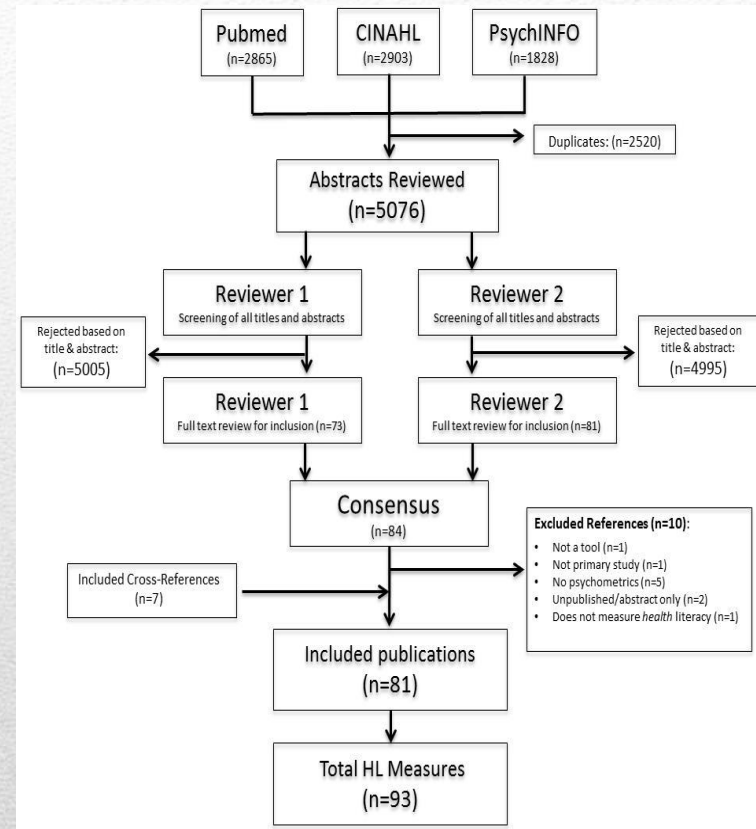 Pubmed
(n=2865)
CINAHL
(n=2903)
PsychINFO
(n=1828)
Duplicates: (n=2520)
Abstracts Reviewed
(n=5076)
Reviewer 1
Screening of all titles and abstracts
Reviewer 2
Screening of all titles and abstracts
Rejected based on
title & abstract:
(n=5005)
Rejected based on
title & abstract:
(n=4995)
Reviewer 1
Full text review for inclusion (n=73)
Reviewer 2
Full text review for inclusion (n=81)
Consensus
(n=84)
Excluded References (n=10):
• Not a tool (n=1)
• Not primary study (n=1)
• No psychometrics (n=5)
• Unpublished/abstract only (n=2)
• Does not measure health literacy (n=1)
Included Cross-References
(n=7)
Included publications
(n=81)
Total HL Measures
(n=93)